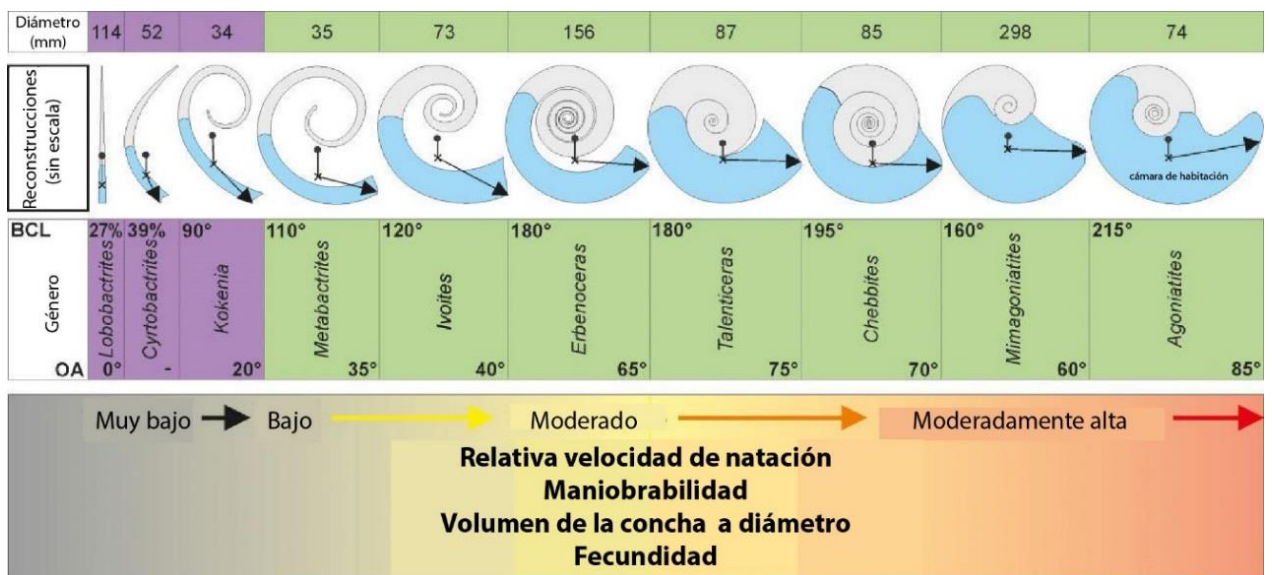 Diámetro (mm) 114 52 34 35 73 156 87 85 298 74
Reconstrucciones (sin escala)
cámara de habitación
BCL 27% 39% 90° 110° 120° 180° 180° 195° 160° 215°
Género Lobobactrites Cyrtobactrites Kokenia Metabactrites Ivoites Erbenoceras Talenticeras Chebbites Mimagoniatites Agoniatites
OA 0° - 20° 35° 40° 65° 75° 70° 60° 85°
Muy bajo Bajo Moderado Moderadamente alta
Relativa velocidad de natación
Maniobrabilidad
Volumen de la concha a diámetro
Fecundidad